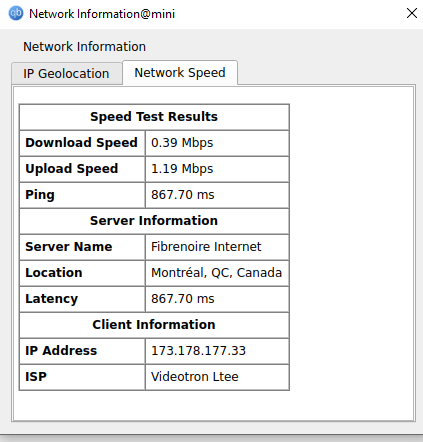 qb Network Information@mini
Network Information
IP Geolocation Network Speed
Speed Test Results
Download Speed 0.39 Mbps
Upload Speed 1.19 Mbps
Ping 867.70 ms
Server Information
Server Name Fibrenoire Internet
Location Montréal, QC, Canada
Latency 867.70 ms
Client Information
IP Address 173.178.177.33
ISP Videotron Ltee